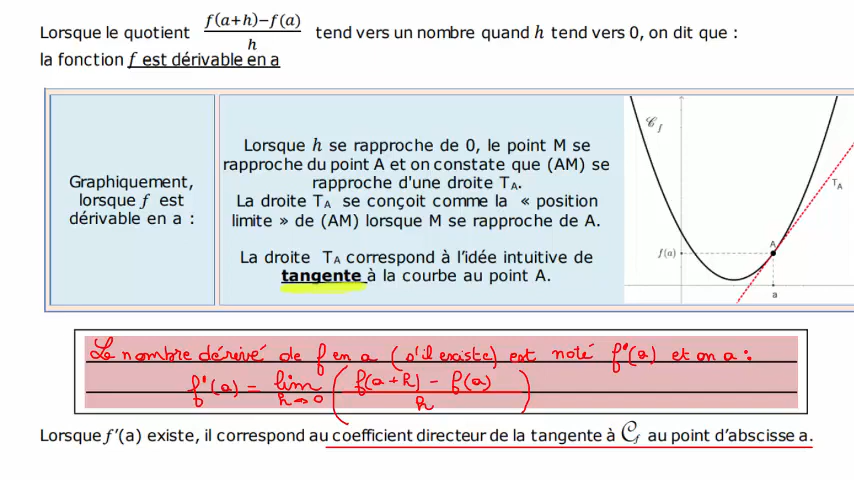 Lorsque le quotient f(a+h)−f(a) / h tend vers un nombre quand h tend vers 0, on dit que :
la fonction f est dérivable en a
Graphiquement,
lorsque f est
dérivable en a :
Lorsque h se rapproche de 0, le point M se
rapproche du point A et on constate que (AM) se
rapproche d'une droite TA.
La droite TA se conçoit comme la « position
limite » de (AM) lorsque M se rapproche de A.
La droite TA correspond à l'idée intuitive de
tangente à la courbe au point A.
𝒞f
TA
A
f(a)
a
Le nombre dérivé de f en a (s'il existe) est noté f'(a) et on a :
f'(a) = lim h→0 ( f(a+h) − f(a) / h )
Lorsque f'(a) existe, il correspond au coefficient directeur de la tangente à 𝒞f au point d'abscisse a.